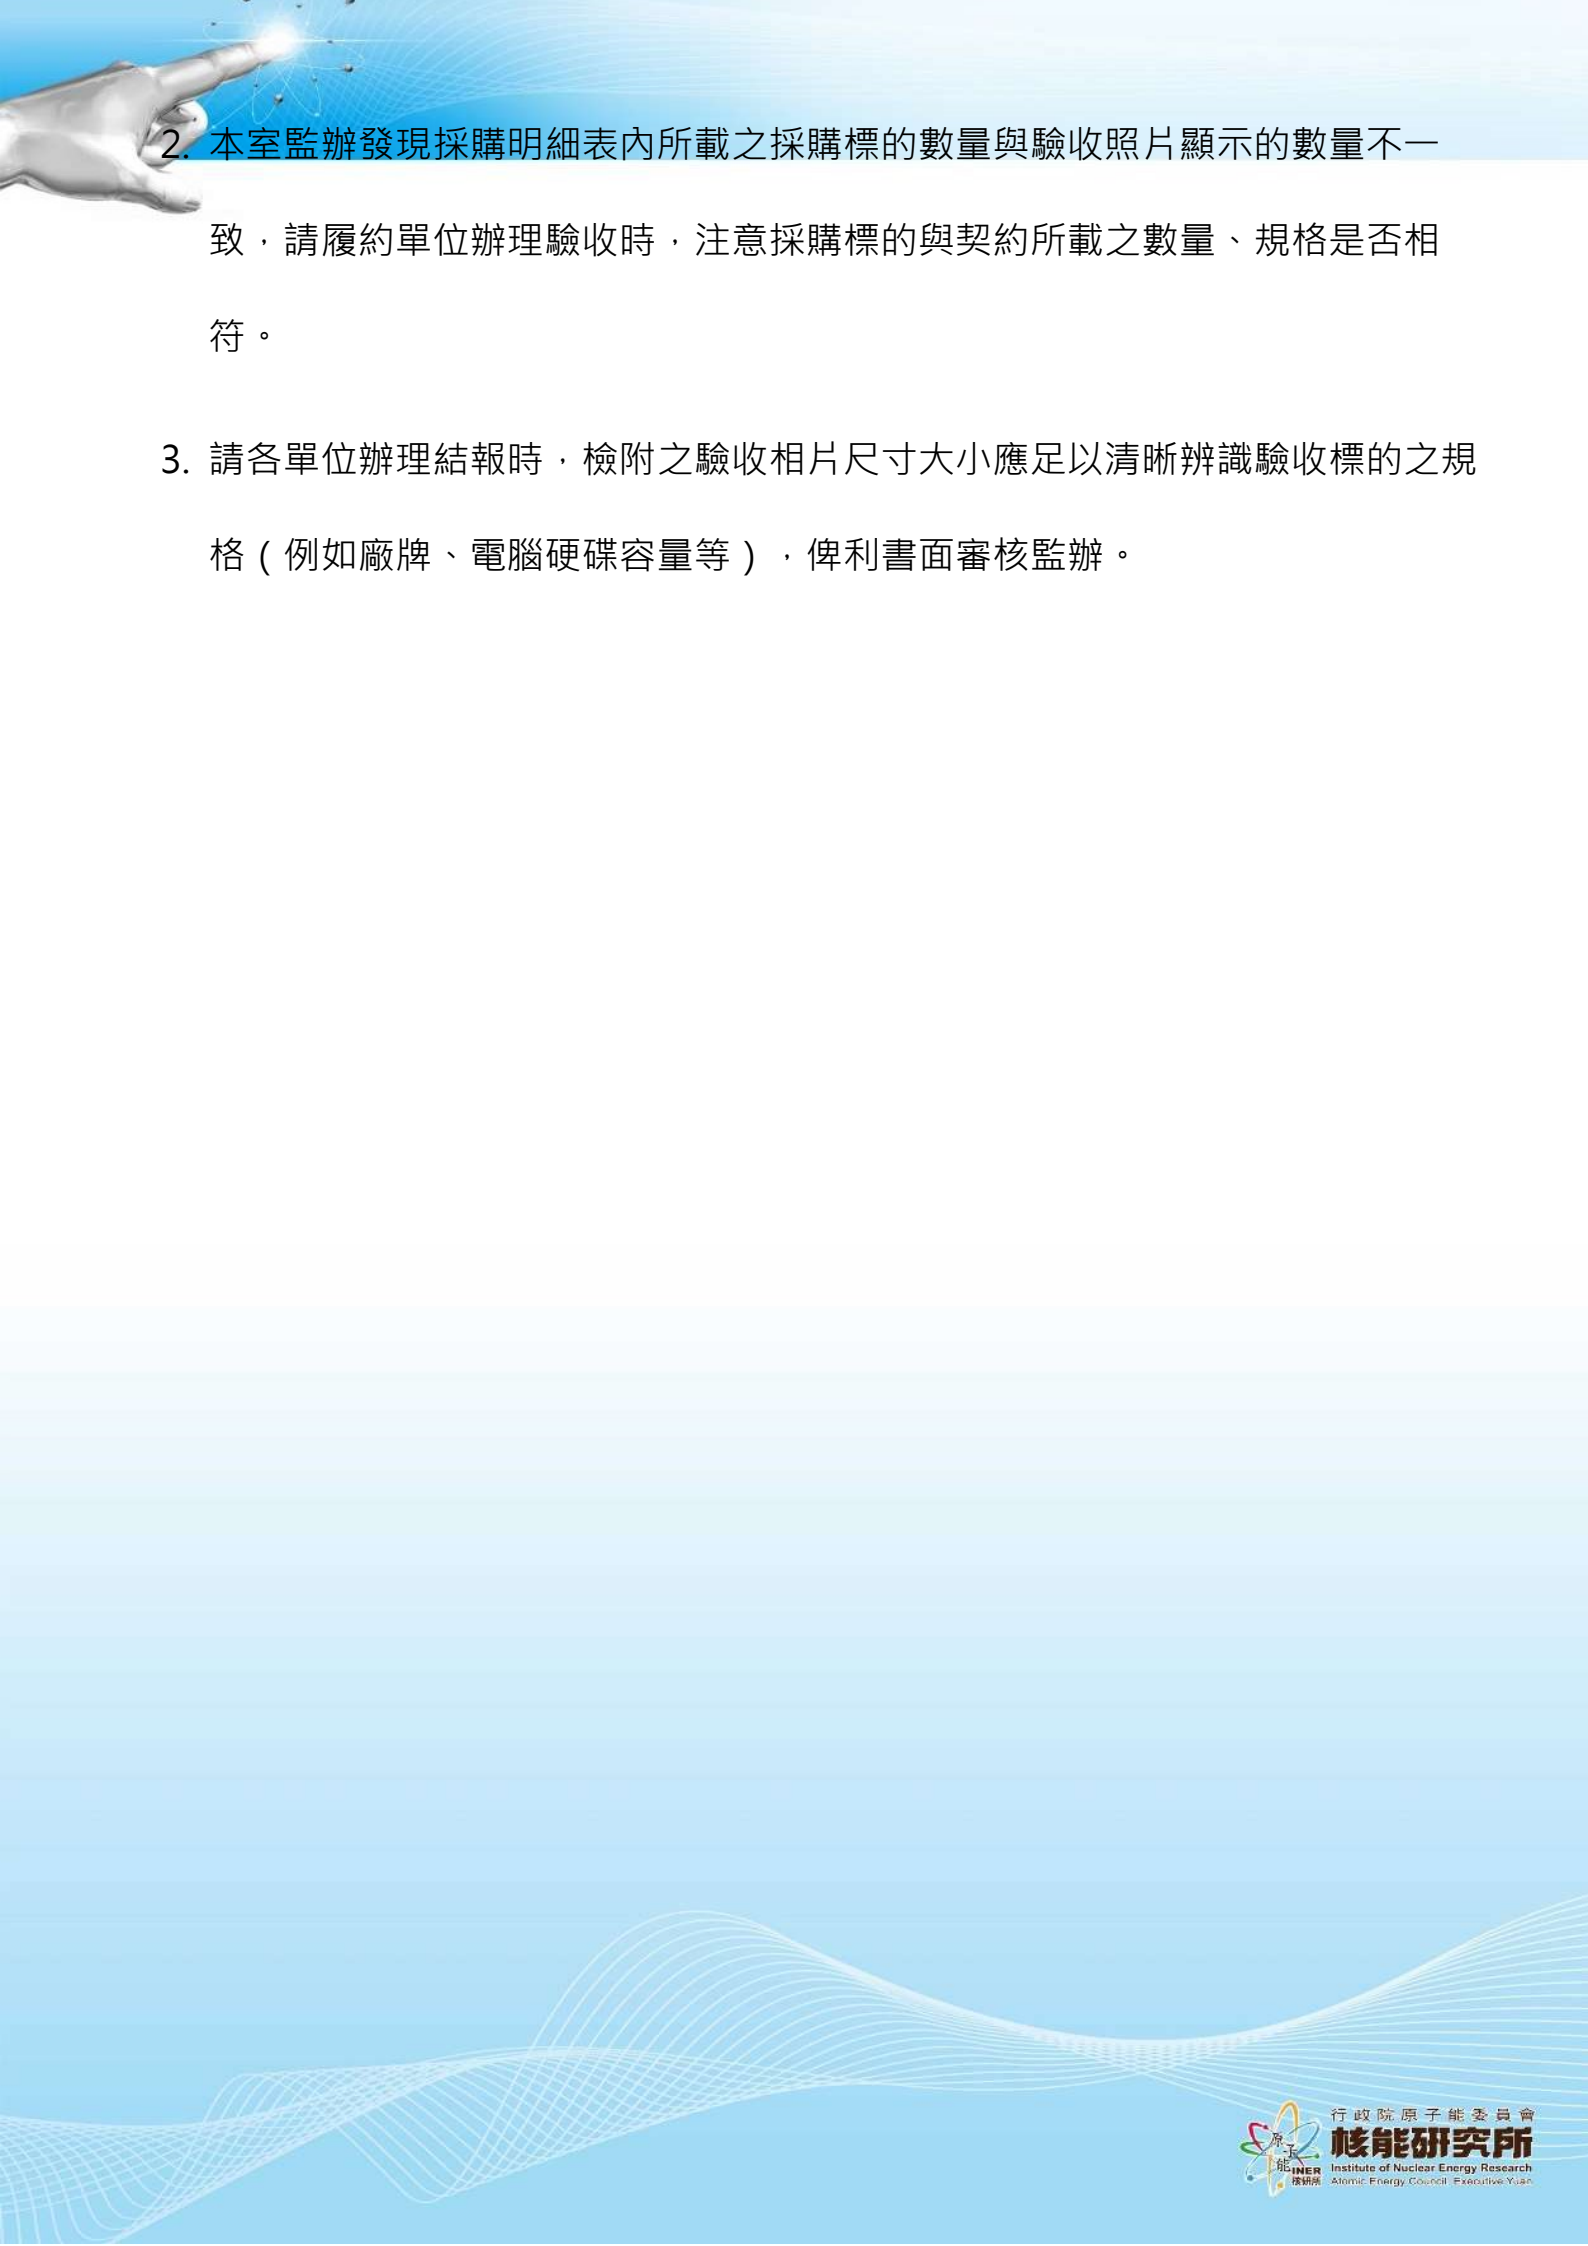 2. 本室監辦發現採購明細表內所載之採購標的數量與驗收照片顯示的數量不一
致，請履約單位辦理驗收時，注意採購標的與契約所載之數量、規格是否相
符。
3. 請各單位辦理結報時，檢附之驗收相片尺寸大小應足以清晰辨識驗收標的之規
格（例如廠牌、電腦硬碟容量等），俾利書面審核監辦。
行政院原子能委員會
核能研究所
Institute of Nuclear Energy Research
Atomic Energy Council, Executive Yuan
原子能
INER
核研所